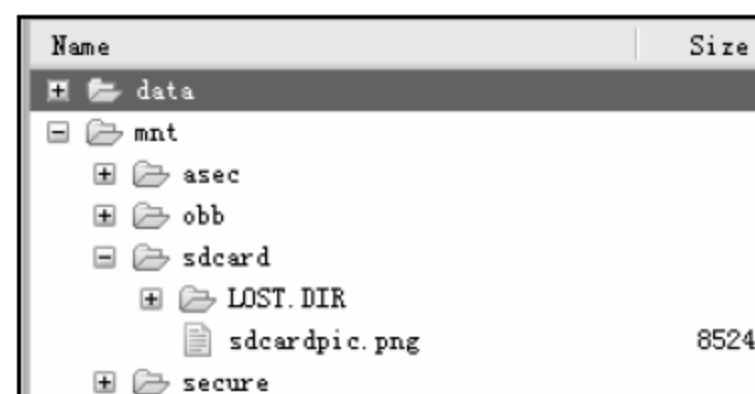 Name Size
data
mnt
asec
obb
sdcard
LOST.DIR
sdcardpic.png 8524
secure